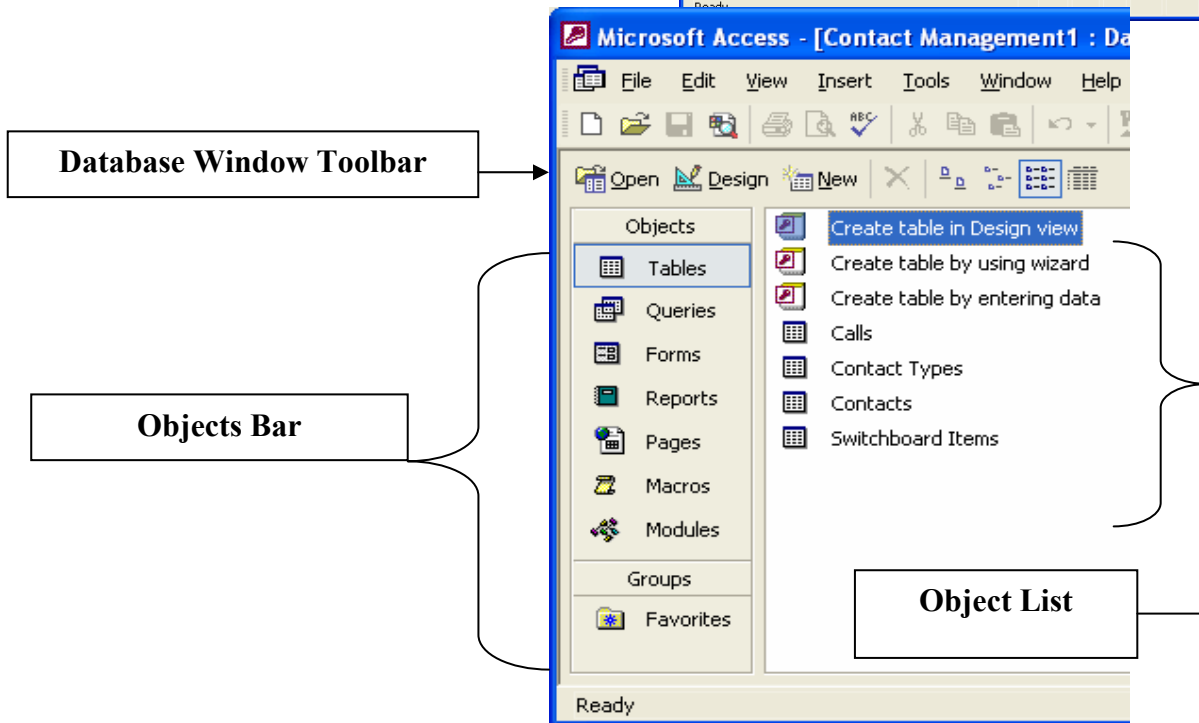 Ready
Microsoft Access - [Contact Management1 : Da
File Edit View Insert Tools Window Help
ABC
Database Window Toolbar
Open Design New
Objects
Tables
Queries
Forms
Reports
Pages
Macros
Modules
Groups
Favorites
Create table in Design view
Create table by using wizard
Create table by entering data
Calls
Contact Types
Contacts
Switchboard Items
Objects Bar
Object List
Ready